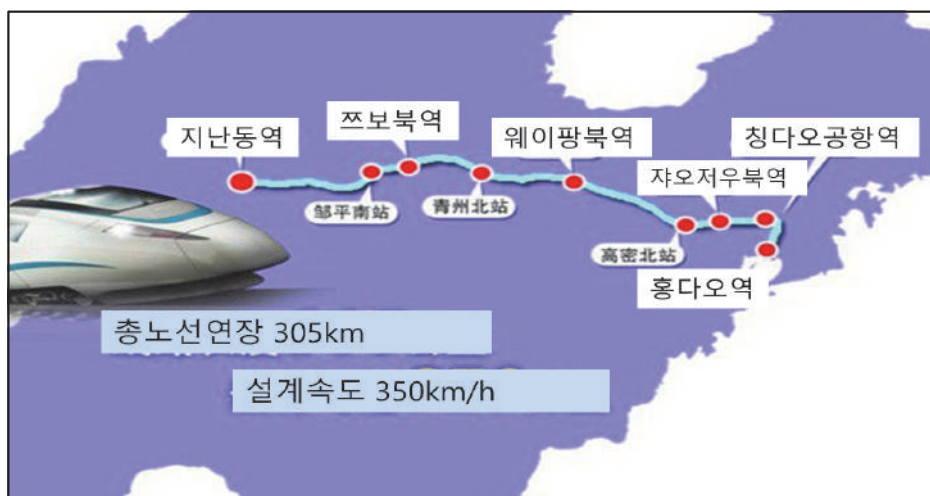 지난동역
쯔보북역
웨이팡북역
칭다오공항역
쟈오저우북역
邹平南站
青州北站
高密北站
홍다오역
총노선연장 305km
설계속도 350km/h